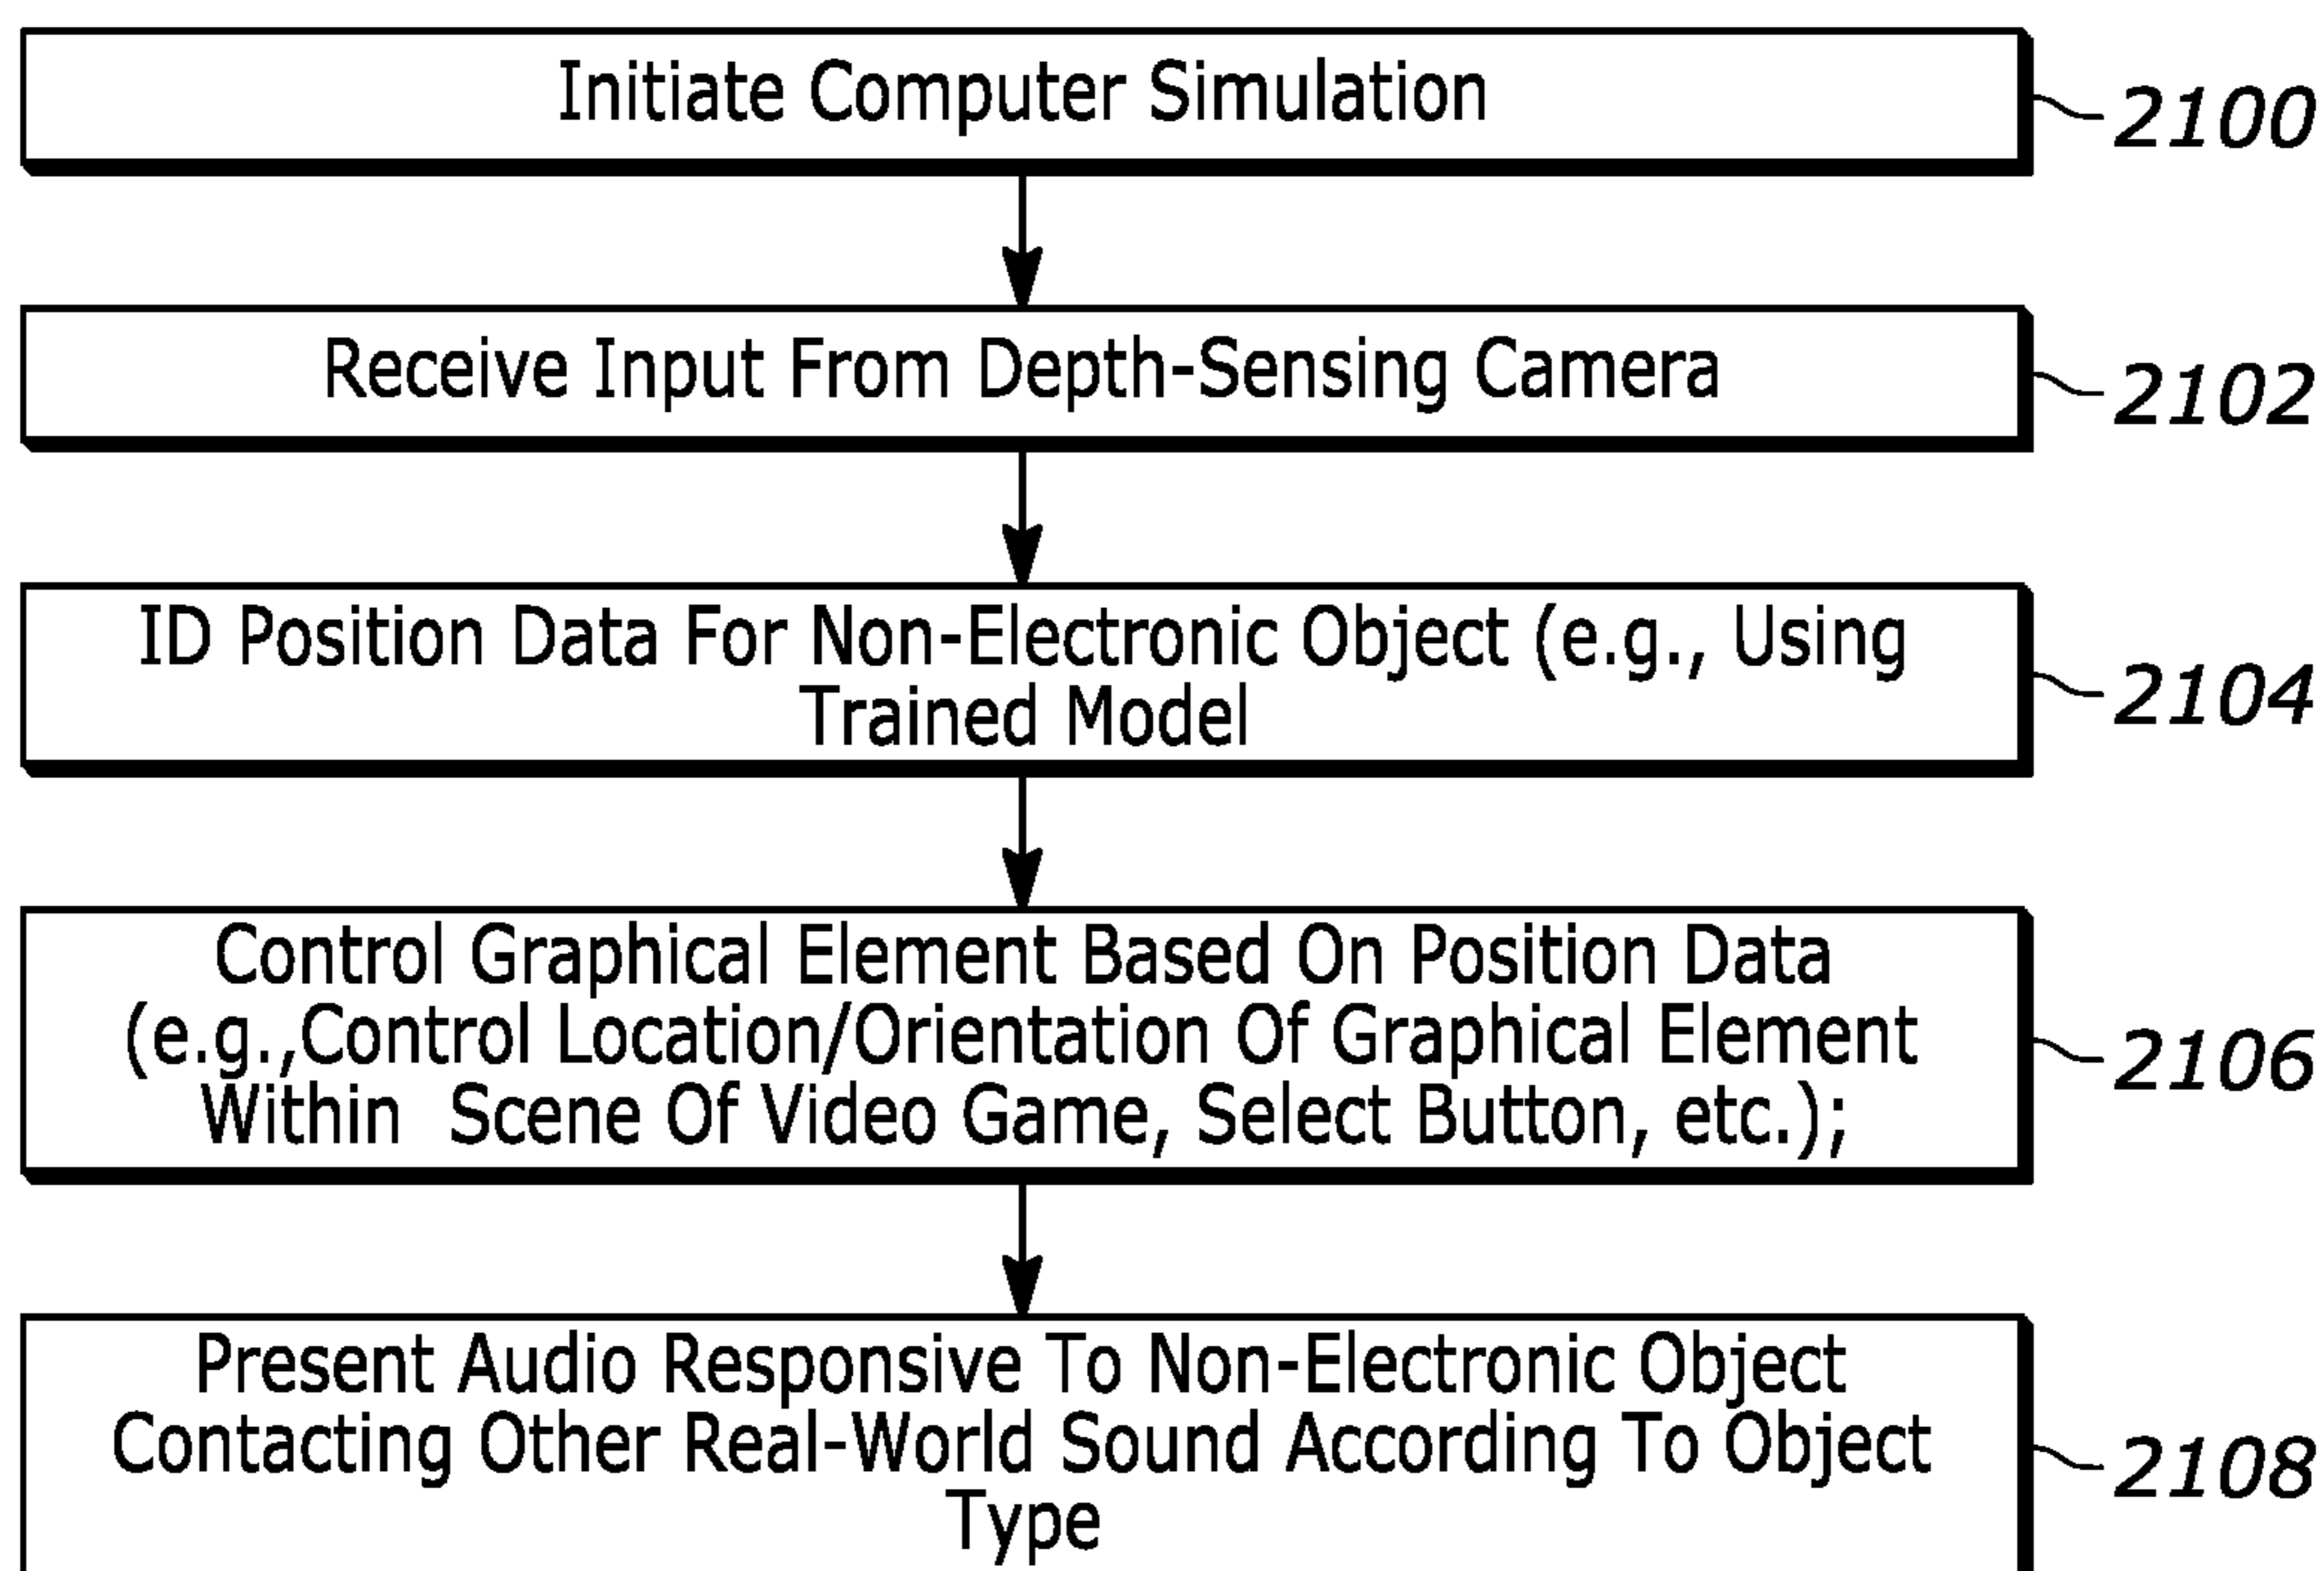 Initiate Computer Simulation
2100
Receive Input From Depth-Sensing Camera
2102
ID Position Data For Non-Electronic Object (e.g., Using
Trained Model
2104
Control Graphical Element Based On Position Data
(e.g.,Control Location/Orientation Of Graphical Element
Within Scene Of Video Game, Select Button, etc.);
2106
Present Audio Responsive To Non-Electronic Object
Contacting Other Real-World Sound According To Object
Type
2108